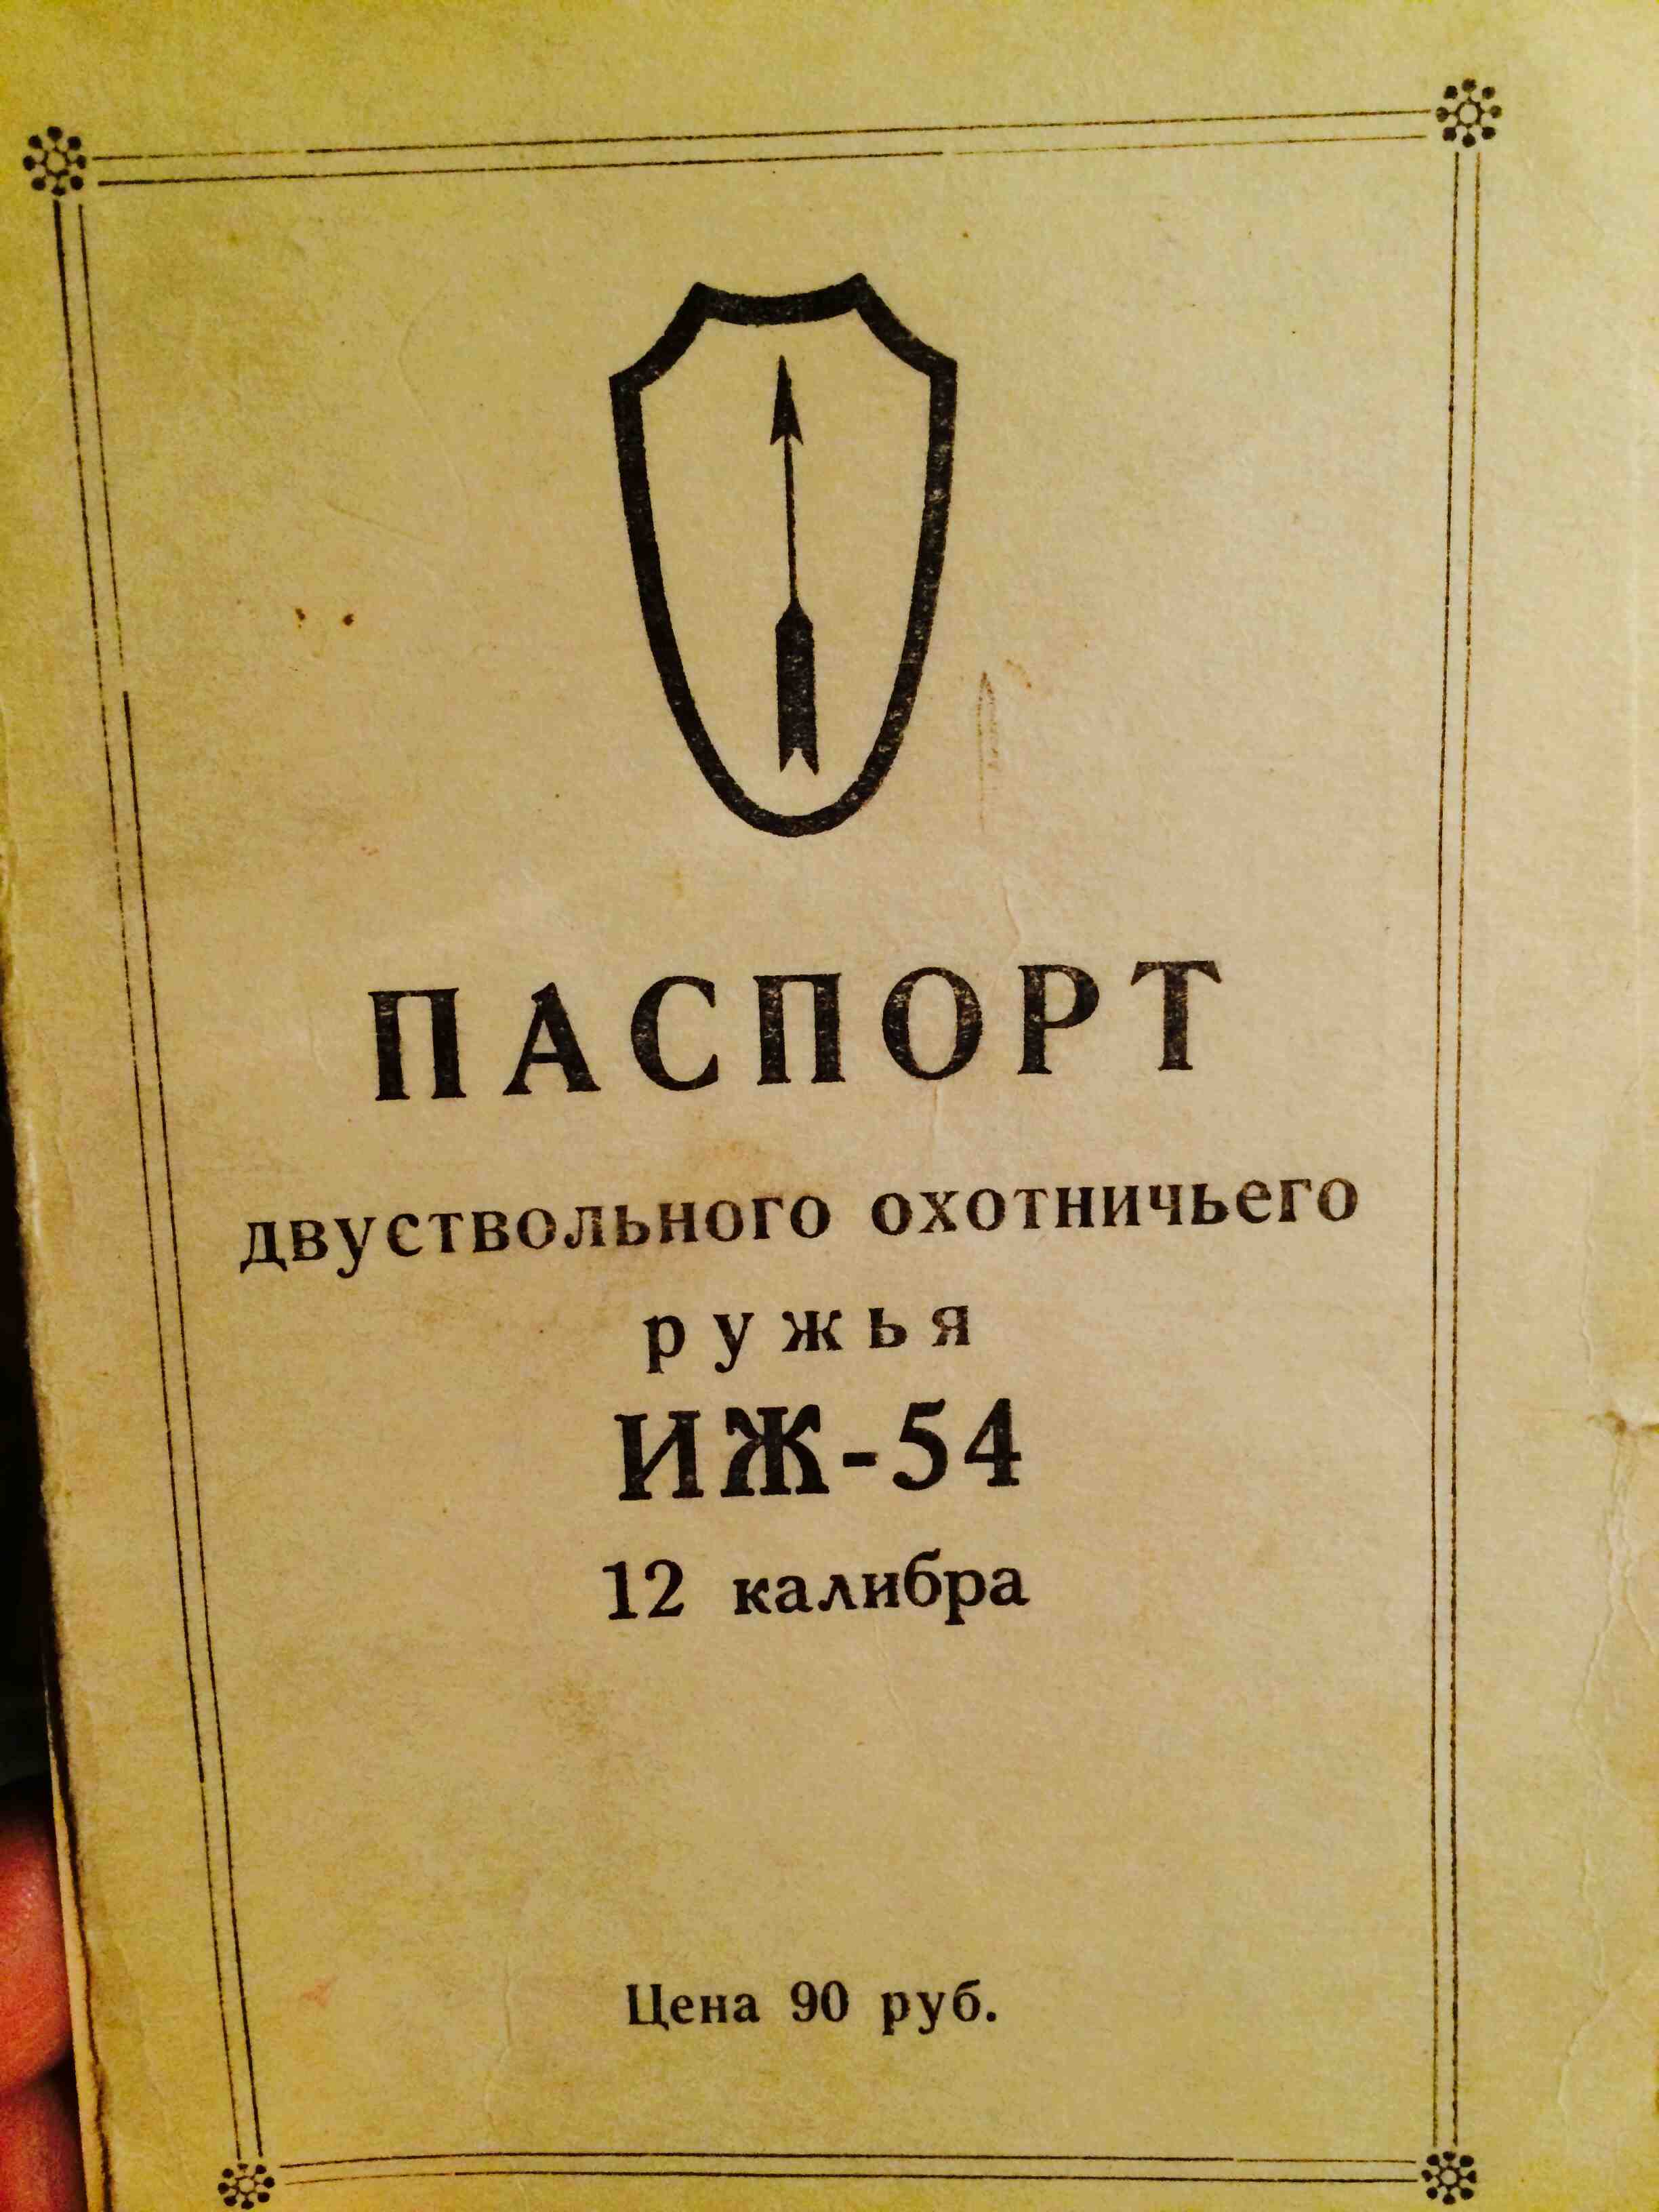 ПАСПОРТ
двуствольного охотничьего
ружья
ИЖ-54
12 калибра
Цена 90 руб.